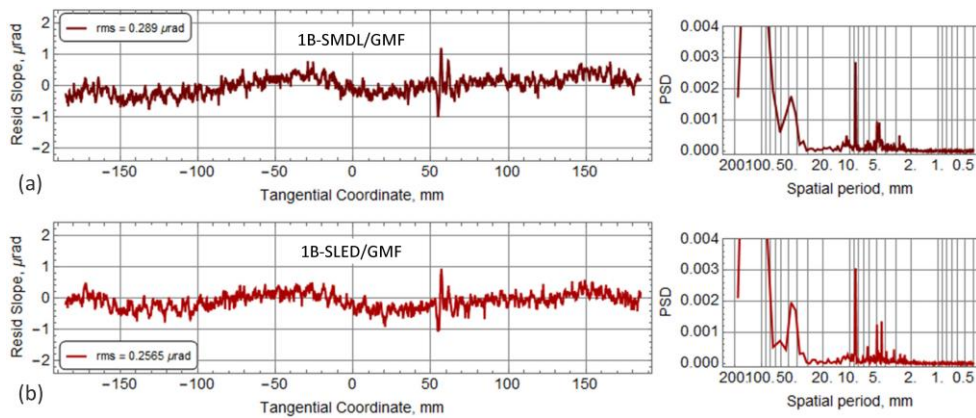 rms = 0.289 μrad
1B-SMDL/GMF
Resid Slope, μrad
2
1
0
−1
−2
−150
−100
−50
0
50
100
150
Tangential Coordinate, mm
(a)
PSD
0.004
0.003
0.002
0.001
0.000
200100.50. 20. 10. 5. 2. 1. 0.5
Spatial period, mm
1B-SLED/GMF
Resid Slope, μrad
2
1
0
−1
−2
rms = 0.2565 μrad
−150
−100
−50
0
50
100
150
Tangential Coordinate, mm
(b)
PSD
0.004
0.003
0.002
0.001
0.000
200100.50. 20. 10. 5. 2. 1. 0.5
Spatial period, mm